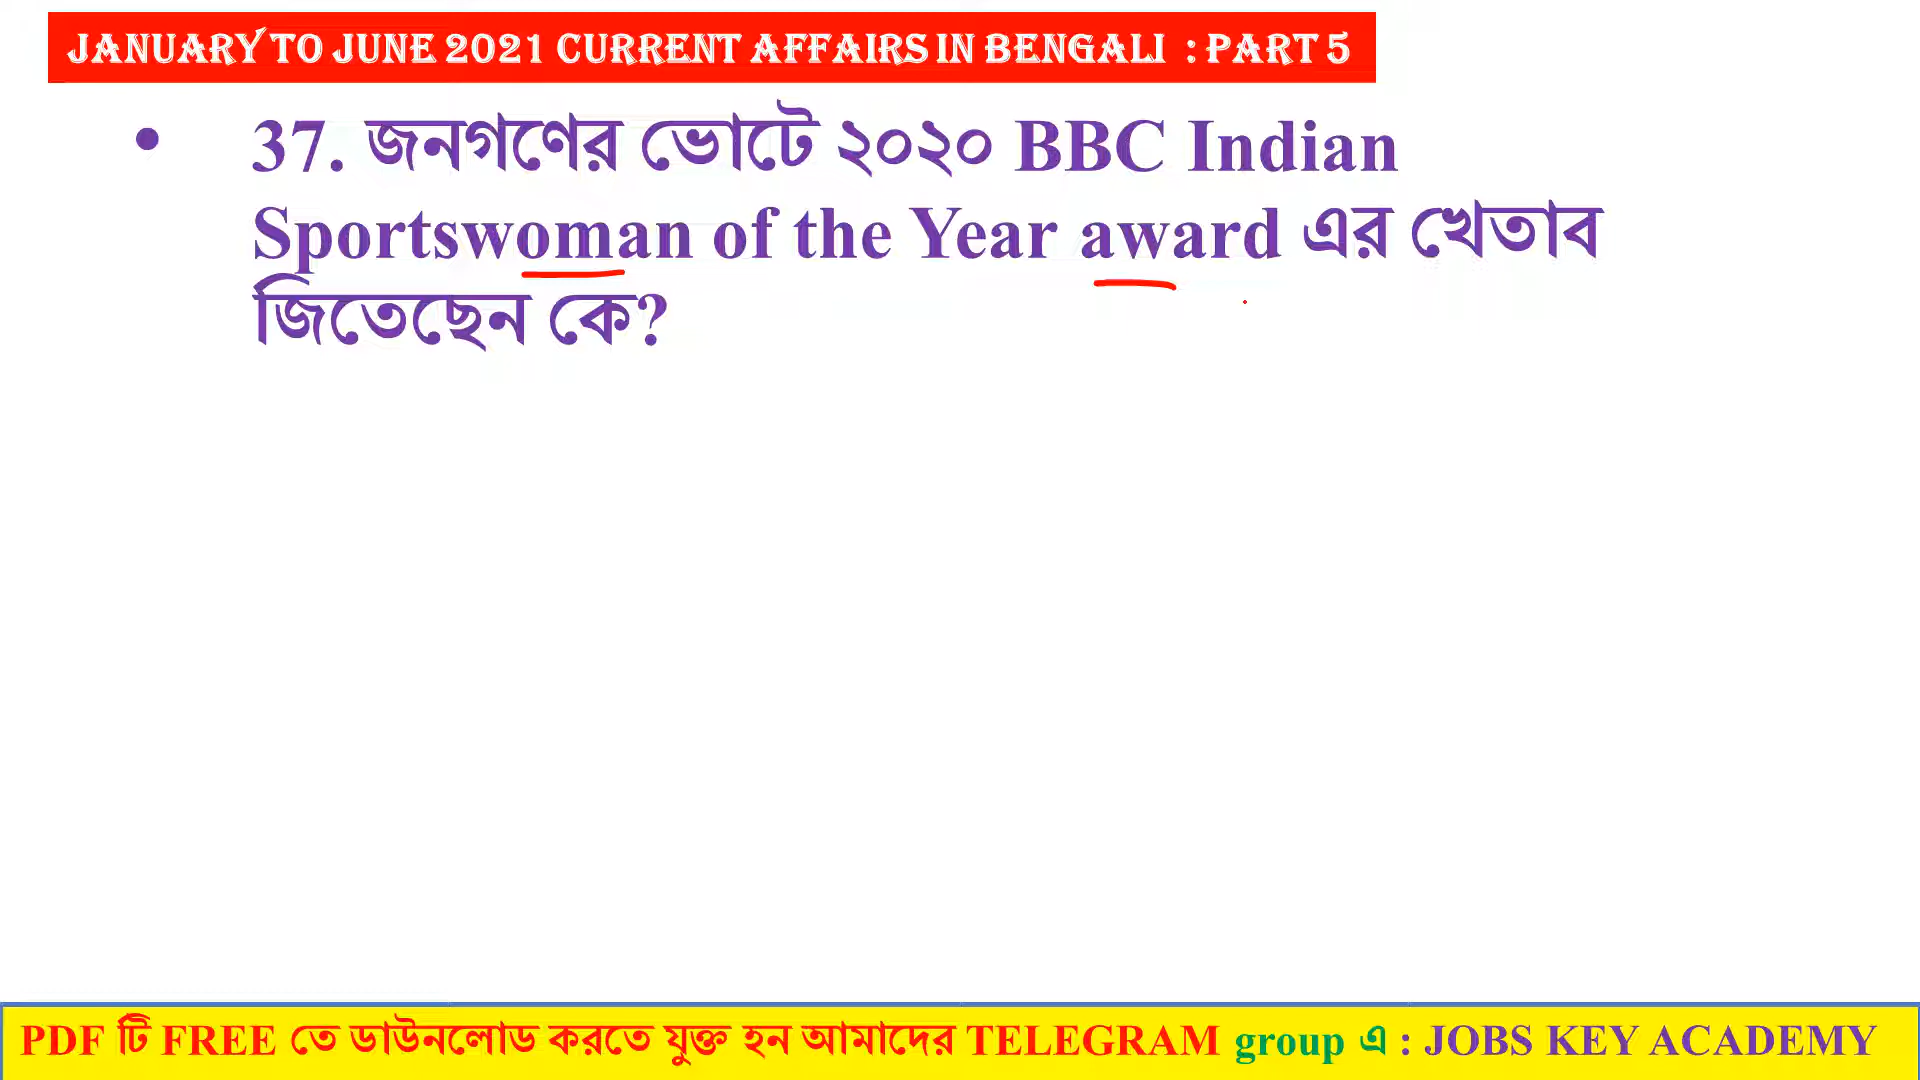 JANUARY TO JUNE 2021 CURRENT AFFAIRS IN BENGALI : PART 5
• 37. জনগণের ভোটে ২০২০ BBC Indian
Sportswoman of the Year award এর খেতাব
জিতেছেন কে?
PDF টি FREE তে ডাউনলোড করতে যুক্ত হন আমাদের TELEGRAM group এ : JOBS KEY ACADEMY